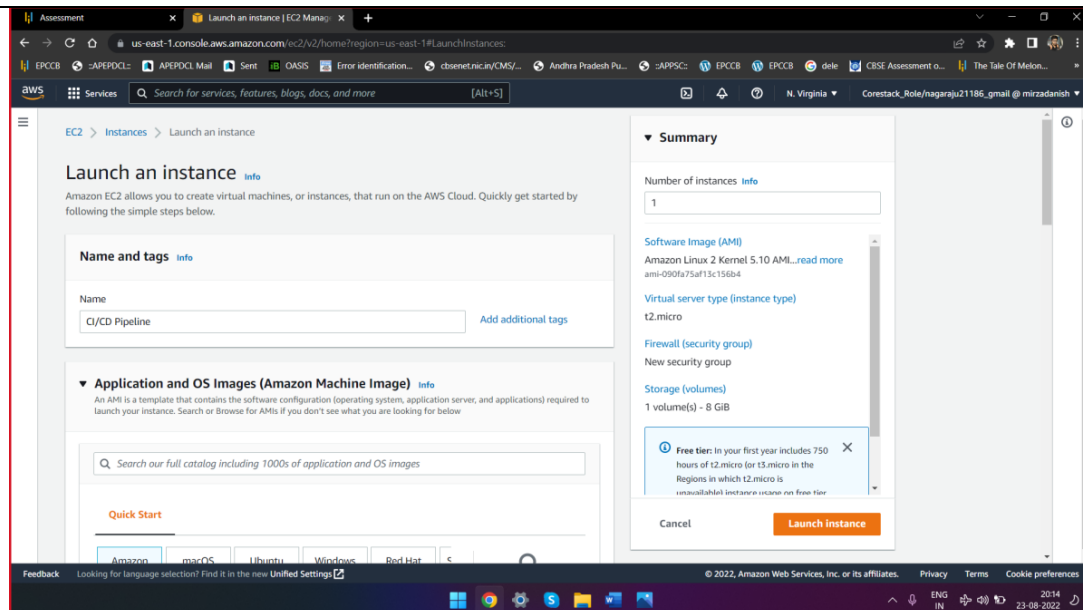 Assessment
Launch an instance | EC2 Manage
us-east-1.console.aws.amazon.com/ec2/v2/home?region=us-east-1#LaunchInstances:
EPCCB
::APEPDCL::
APEPDCL Mail
Sent
OASIS
Error identification...
cbsenet.nic.in/CMS/...
Andhra Pradesh Pu...
::APPSC::
EPCCB
EPCCB
dele
CBSE Assessment o...
The Tale Of Melon...
»
aws
Services
Search for services, features, blogs, docs, and more
[Alt+S]
N. Virginia
Corestack_Role/nagaraju21186_gmail @ mirzadanish
EC2 > Instances > Launch an instance
Launch an instance Info
Amazon EC2 allows you to create virtual machines, or instances, that run on the AWS Cloud. Quickly get started by
following the simple steps below.
Name and tags Info
Name
CI/CD Pipeline
Add additional tags
Application and OS Images (Amazon Machine Image) Info
An AMI is a template that contains the software configuration (operating system, application server, and applications) required to
launch your instance. Search or Browse for AMIs if you don't see what you are looking for below
Search our full catalog including 1000s of application and OS images
Quick Start
Amazon
macOS
Ubuntu
Windows
Red Hat
S
Summary
Number of instances Info
1
Software Image (AMI)
Amazon Linux 2 Kernel 5.10 AMI...read more
ami-090fa75af13c156b4
Virtual server type (instance type)
t2.micro
Firewall (security group)
New security group
Storage (volumes)
1 volume(s) - 8 GiB
Free tier: In your first year includes 750
hours of t2.micro (or t3.micro in the
Regions in which t2.micro is
unavailable) instance usage on free tier
Cancel
Launch instance
Feedback
Looking for language selection? Find it in the new Unified Settings
© 2022, Amazon Web Services, Inc. or its affiliates.
Privacy
Terms
Cookie preferences
ENG
IN
20:14
23-08-2022